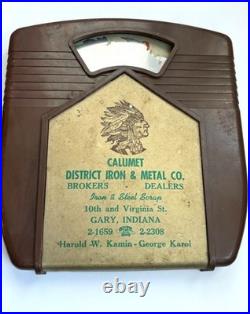 CALUMET
DISTRICT IRON & METAL CO.
BROKERS - DEALERS
Iron & Steel Scrap
10th and Virginia St.
GARY, INDIANA
2-1659 ☎ 2-2308
Harold W. Kamin - George Karol